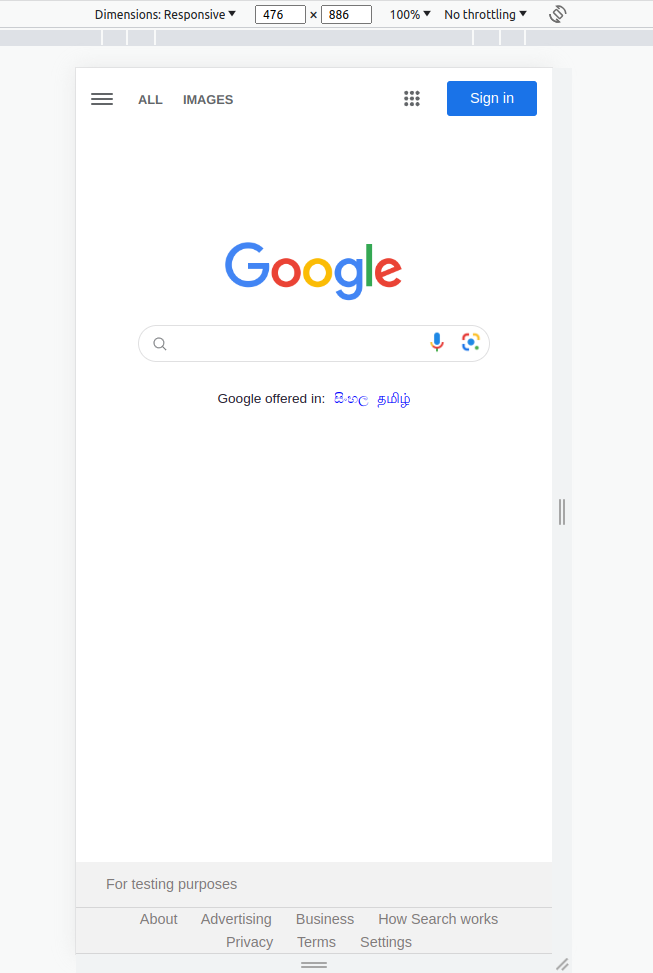 Dimensions: Responsive 476 × 886 100% No throttling
ALL IMAGES Sign in
Google
Google offered in: සිංහල தமிழ்
For testing purposes
About Advertising Business How Search works
Privacy Terms Settings